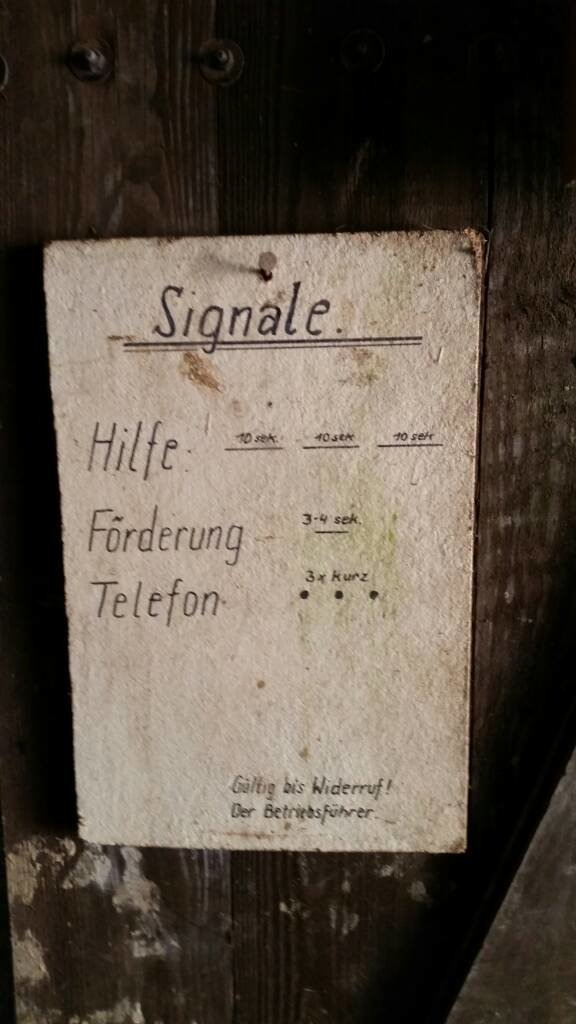 Signale.
10 sek. 10 sek 10 sek
Hilfe.
3-4 sek.
Förderung
3x kurz
Telefon.
Gültig bis Widerruf!
Der Betriebsführer.